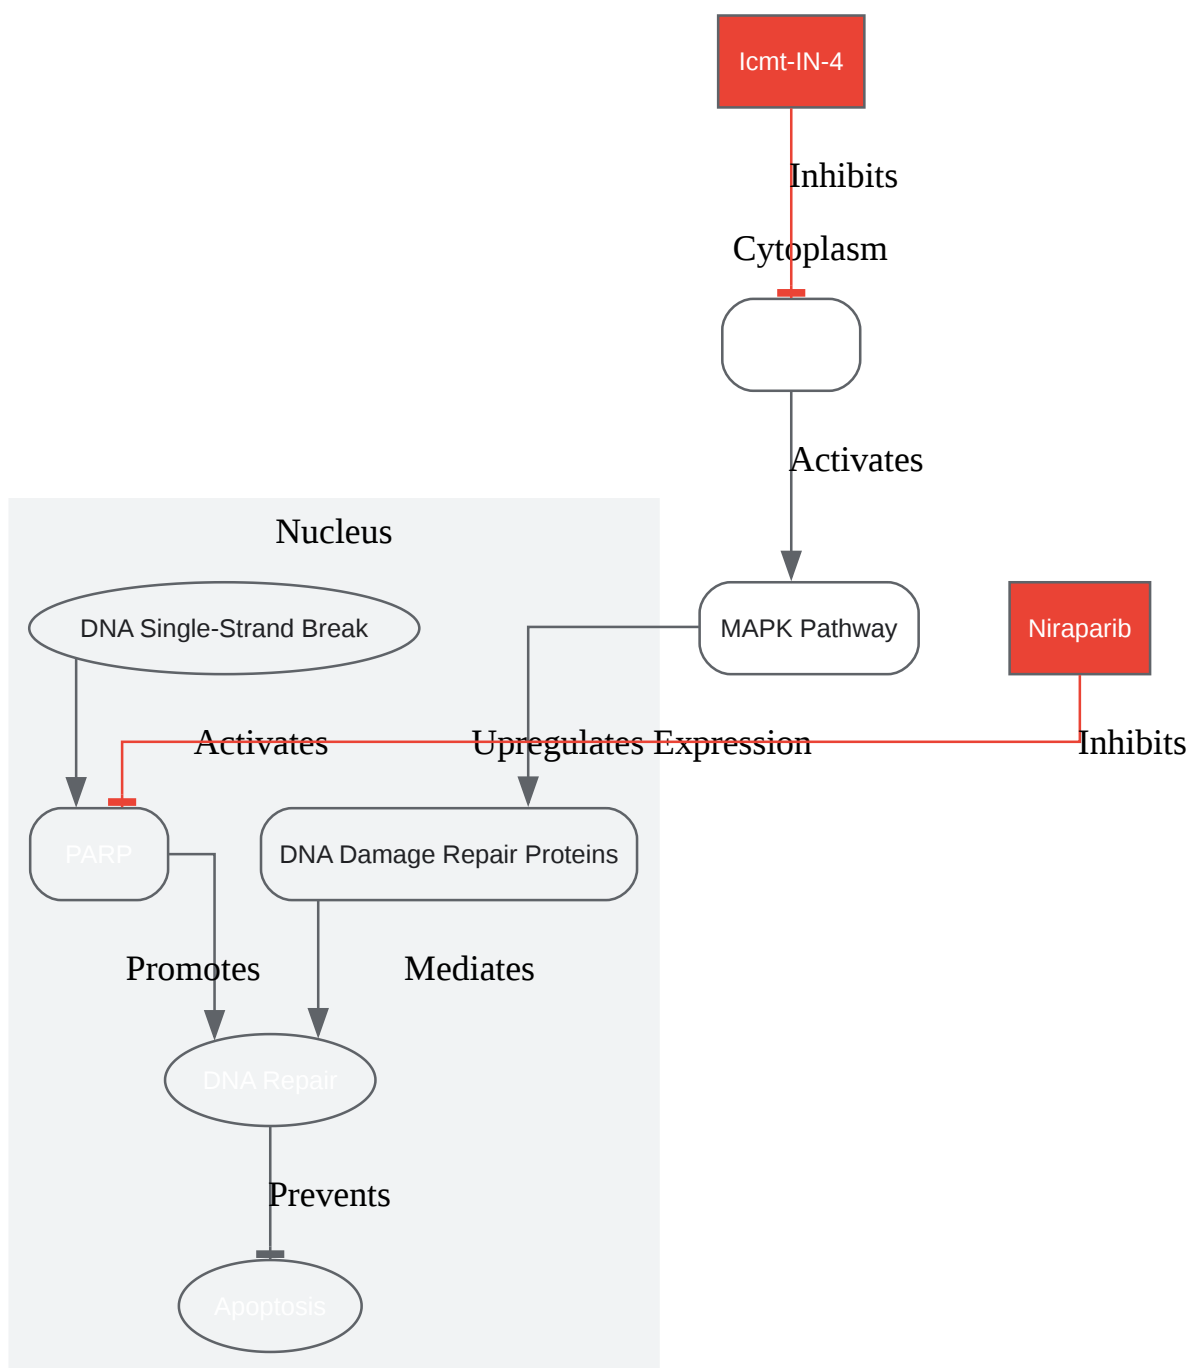 Icmt-IN-4
Inhibits
Cytoplasm
Activates
Nucleus
DNA Single-Strand Break
MAPK Pathway
Niraparib
Activates
Upregulates Expression
Inhibits
PARP
DNA Damage Repair Proteins
Promotes
Mediates
DNA Repair
Prevents
Apoptosis